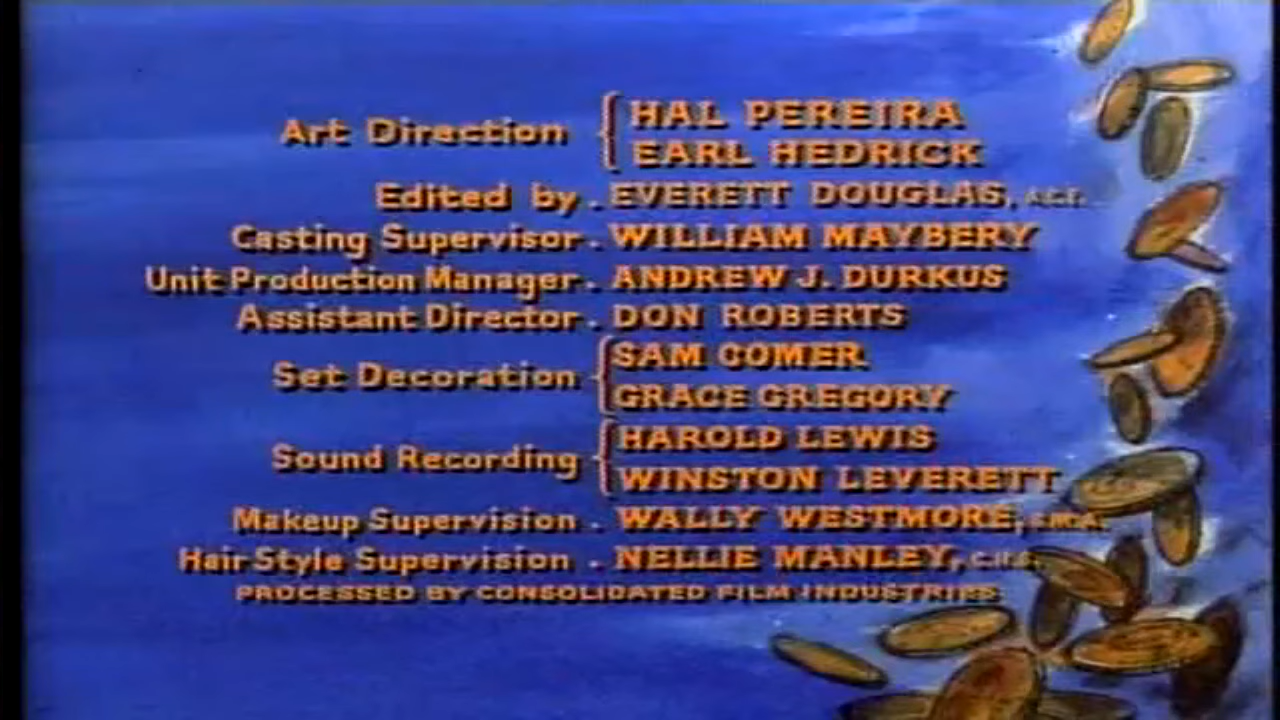 Art Direction { HAL PEREIRA
EARL HEDRICK
Edited by . EVERETT DOUGLAS, A.C.E.
Casting Supervisor . WILLIAM MAYBERY
Unit Production Manager . ANDREW J. DURKUS
Assistant Director . DON ROBERTS
Set Decoration { SAM COMER
GRACE GREGORY
Sound Recording { HAROLD LEWIS
WINSTON LEVERETT
Makeup Supervision . WALLY WESTMORE,
Hair Style Supervision . NELLIE MANLEY,
PROCESSED BY CONSOLIDATED FILM INDUSTRIES